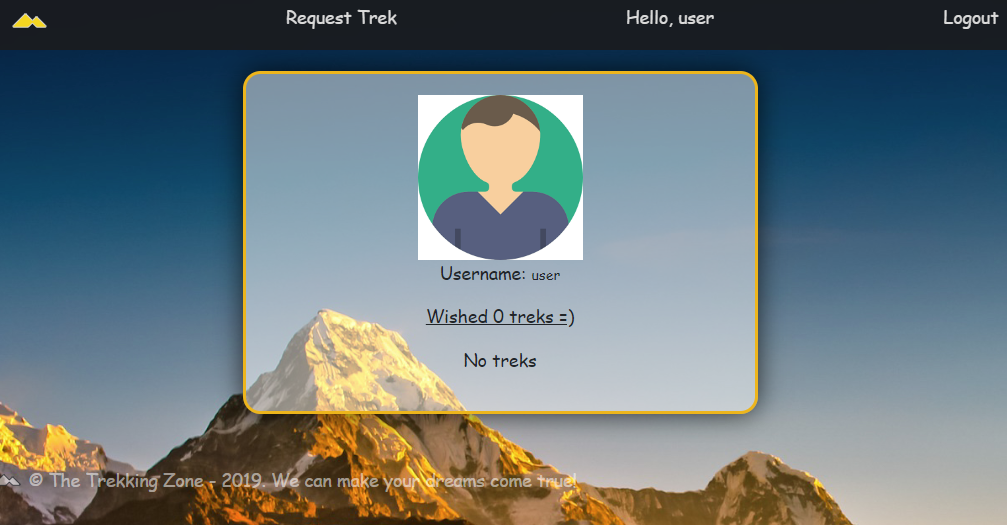 Request Trek
Hello, user
Logout
Username: user
Wished 0 treks =)
No treks
© The Trekking Zone - 2019. We can make your dreams come true!